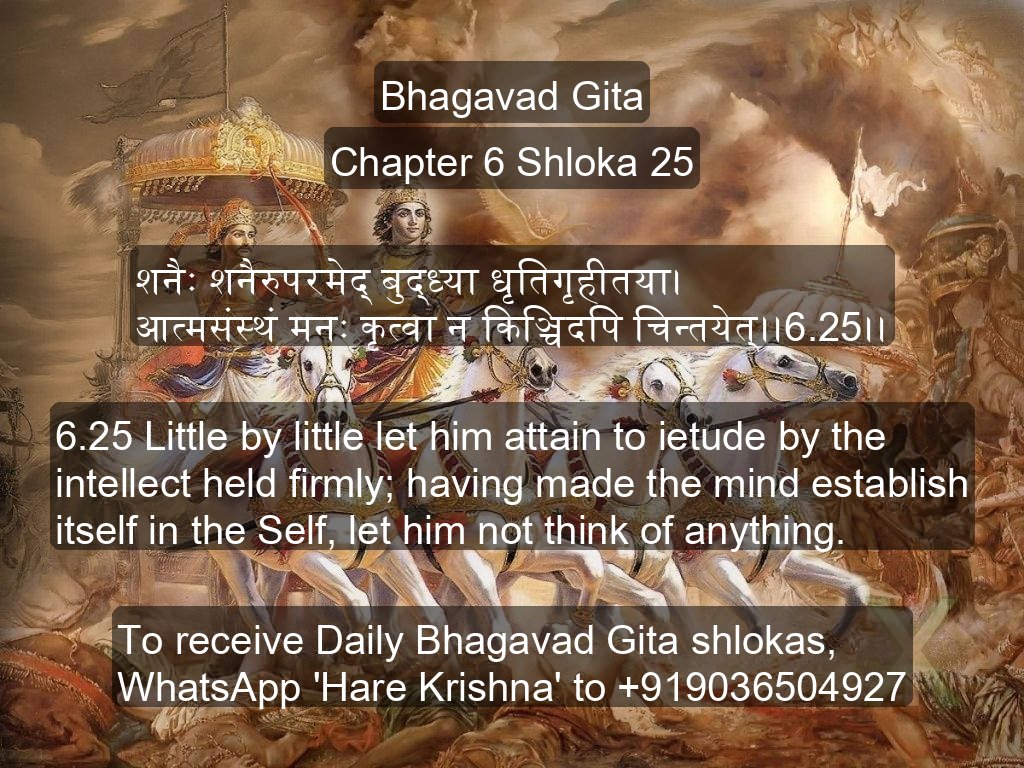 Bhagavad Gita
Chapter 6 Shloka 25
शनैः शनैरुपरमेद् बुद्ध्या धृतिगृहीतया।
आत्मसंस्थं मनः कृत्वा न किञ्चिदपि चिन्तयेत्।।6.25।।
6.25 Little by little let him attain to ietude by the
intellect held firmly; having made the mind establish
itself in the Self, let him not think of anything.
To receive Daily Bhagavad Gita shlokas,
WhatsApp 'Hare Krishna' to +919036504927